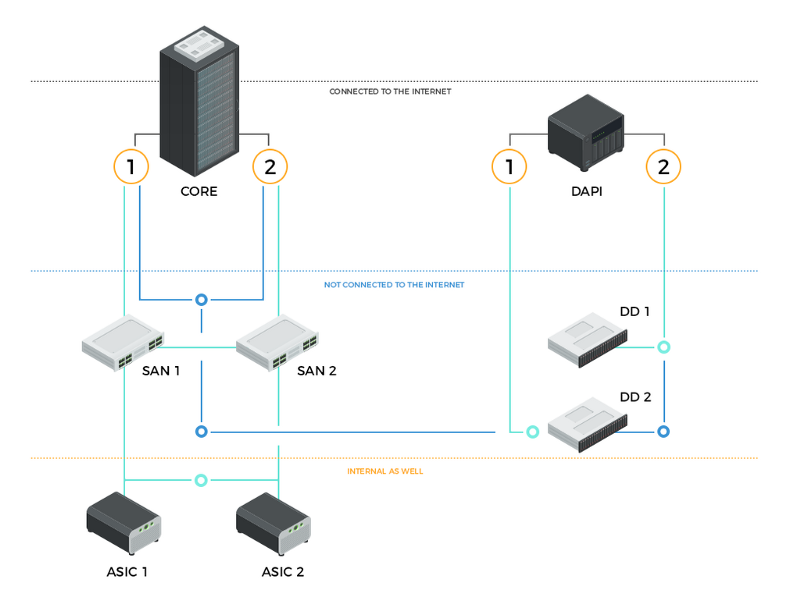 CONNECTED TO THE INTERNET
1
2
1
2
CORE
DAPI
NOT CONNECTED TO THE INTERNET
DD 1
SAN 1
SAN 2
DD 2
INTERNAL AS WELL
ASIC 1
ASIC 2